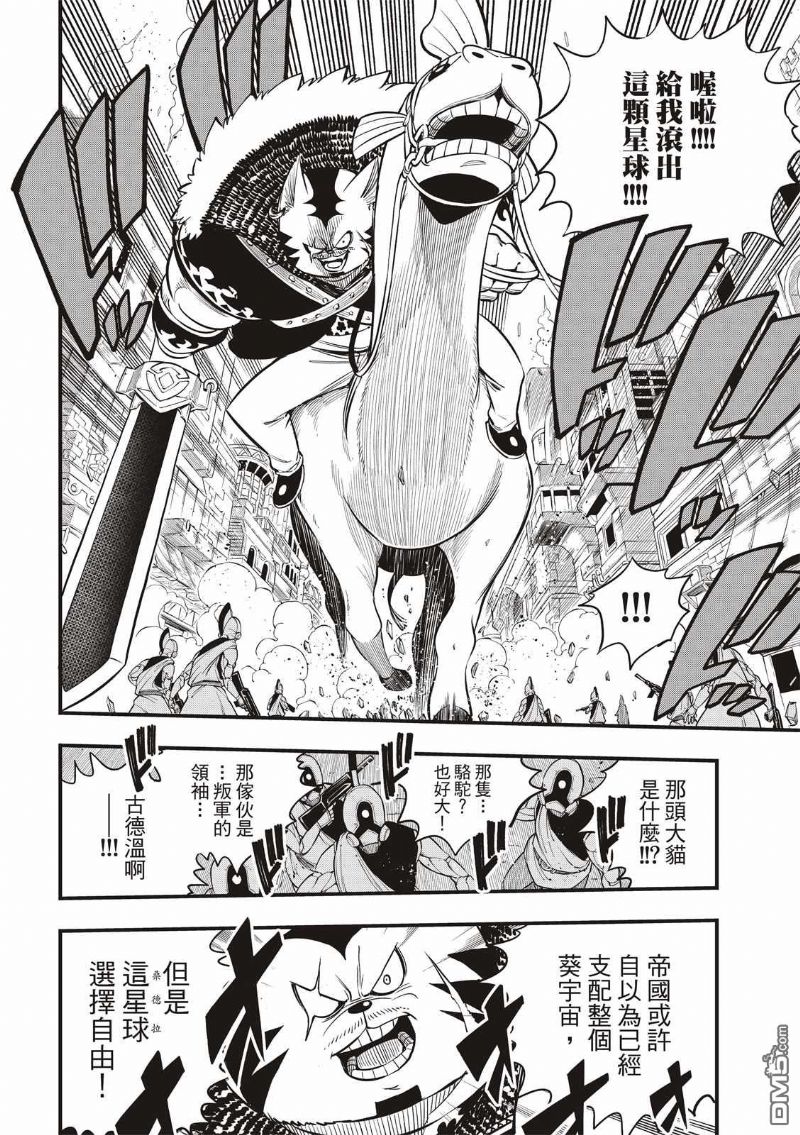 喔啦!!!!
給我滾出
這顆星球!!!!
!!!
那頭大貓
是什麼!!?
那隻…
駱駝?
也好大!
那傢伙是
…叛軍的
領袖…
古德溫啊
——!!!
帝國或許
自以為已經
支配整個
葵宇宙,
但是
這星球
桑德拉
選擇自由!
DM5.com